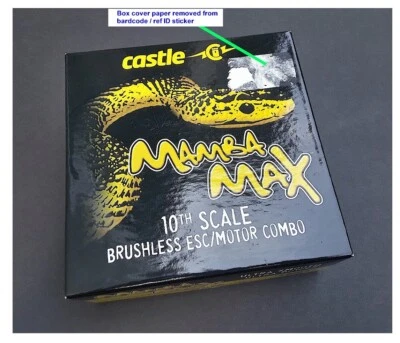 Box cover paper removed from
bardcode / ref ID sticker
castle
MAMBA
MAX
10TH SCALE
BRUSHLESS ESC/MOTOR COMBO